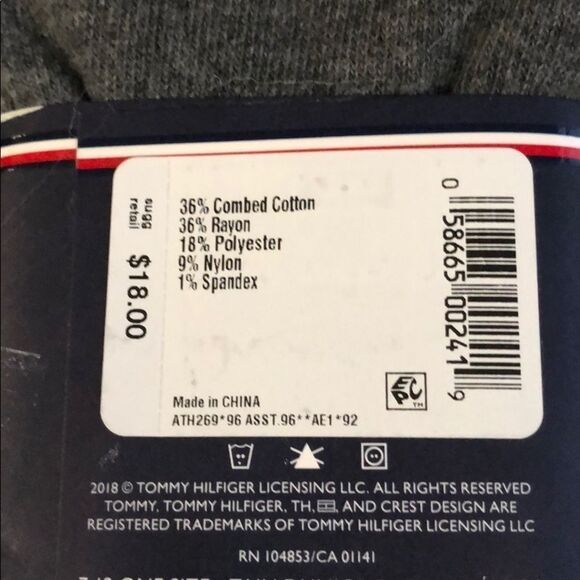 sugg
retail
$18.00
36% Combed Cotton
36% Rayon
18% Polyester
9% Nylon
1% Spandex
0 58665 00241 9
EPC TM
Made in CHINA
ATH269*96 ASST.96**AE1*92
2018 © TOMMY HILFIGER LICENSING LLC. ALL RIGHTS RESERVED
TOMMY, TOMMY HILFIGER, TH, AND CREST DESIGN ARE
REGISTERED TRADEMARKS OF TOMMY HILFIGER LICENSING LLC
RN 104853/CA 01141